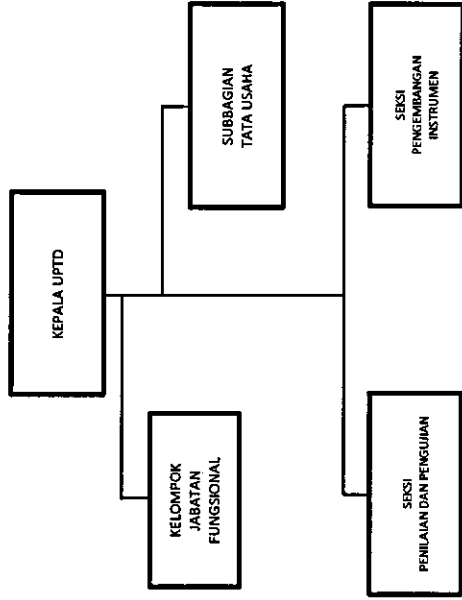 KEPALA UPTD
KELOMPOK
JABATAN
FUNGSIONAL
SUBBAGIAN
TATA USAHA
SEKSI
PENILAIAN DAN PENGUJIAN
SEKSI
PENGEMBANGAN
INSTRUMEN